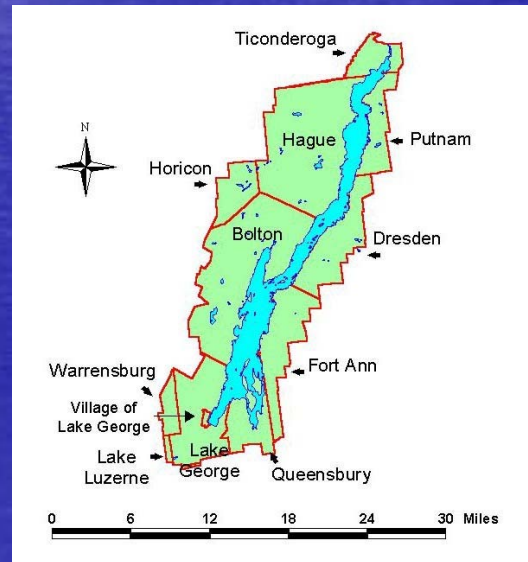 Ticonderoga
N
Hague
Putnam
Horicon
Bolton
Dresden
Fort Ann
Warrensburg
Village of
Lake George
Lake
George
Lake
Luzerne
Queensbury
0 6 12 18 24 30 Miles